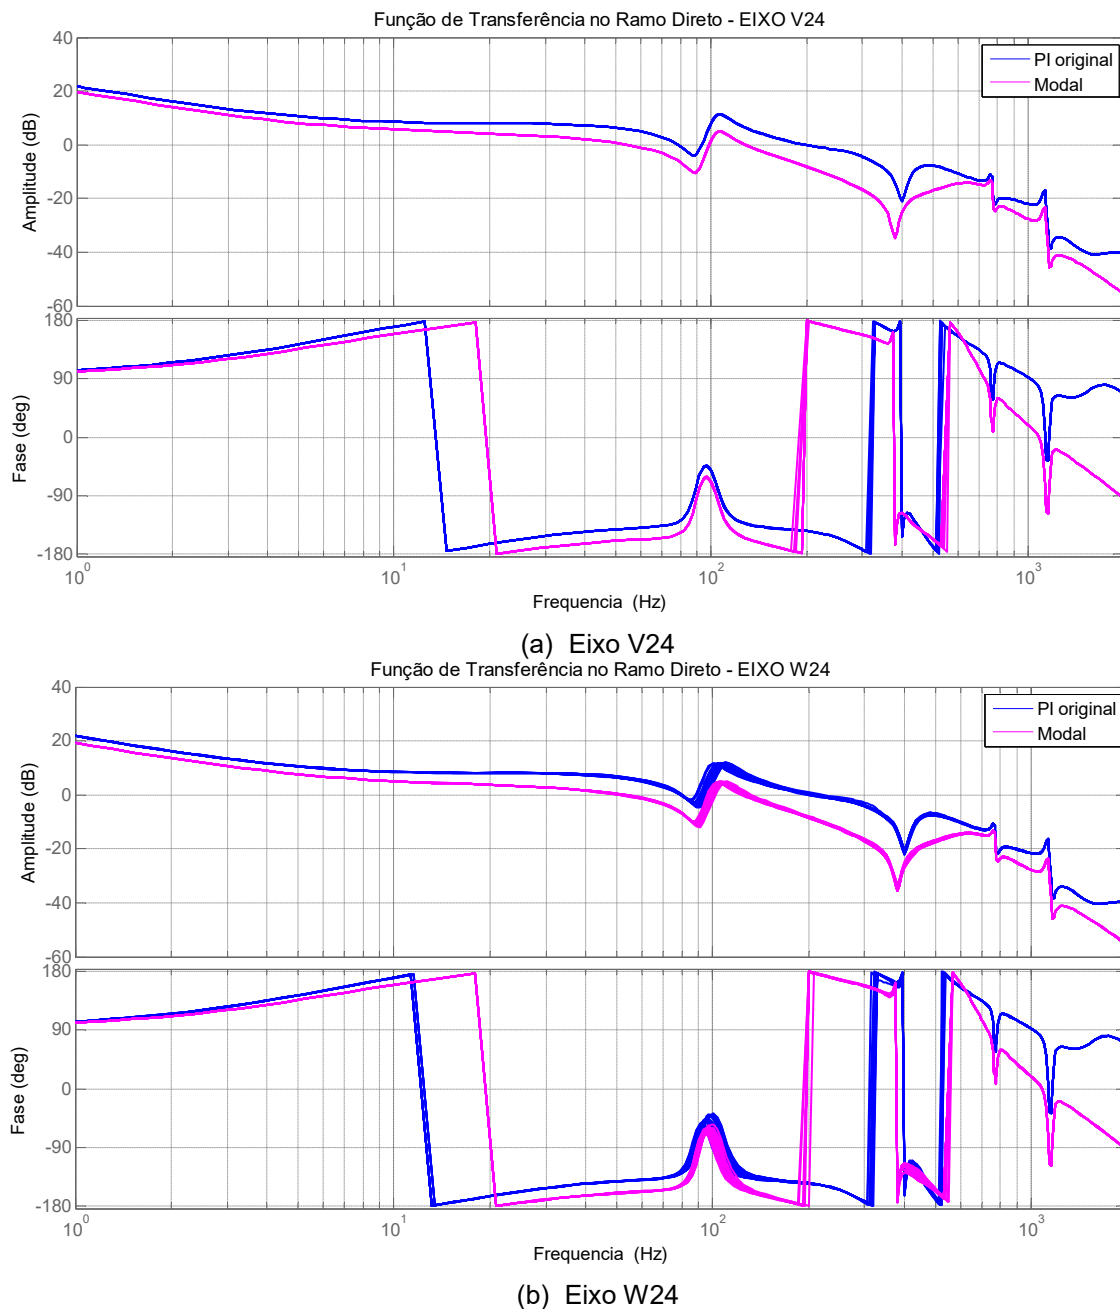 Função de Transferência no Ramo Direto - EIXO V24
40
20
0
-20
-40
-60
Amplitude (dB)
PI original
Modal
180
90
0
-90
-180
Fase (deg)
10^0
10^1
10^2
10^3
Frequencia (Hz)
(a) Eixo V24
Função de Transferência no Ramo Direto - EIXO W24
40
20
0
-20
-40
-60
Amplitude (dB)
PI original
Modal
180
90
0
-90
-180
Fase (deg)
10^0
10^1
10^2
10^3
Frequencia (Hz)
(b) Eixo W24